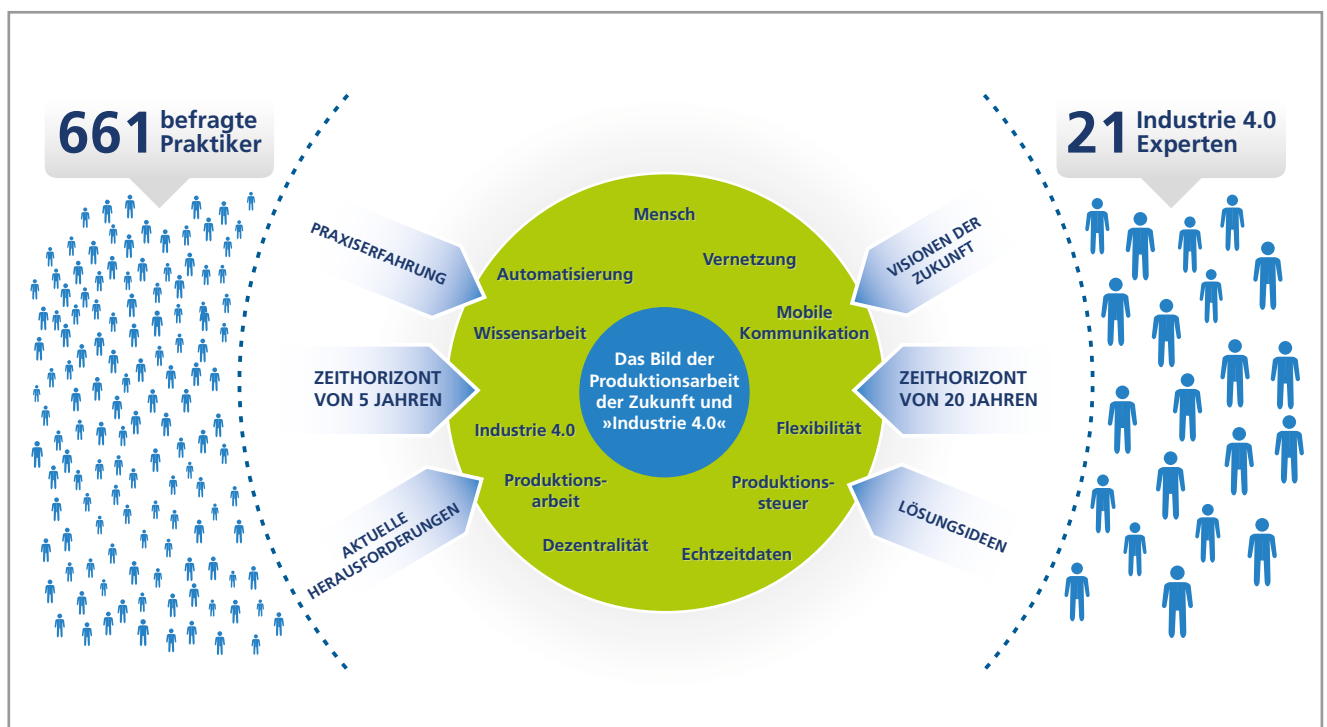 661 befragte
Praktiker
21 Industrie 4.0
Experten
PRAXISERFAHRUNG
ZEITHORIZONT
VON 5 JAHREN
AKTUELLE
HERAUSFORDERUNGEN
Mensch
Vernetzung
Automatisierung
Mobile
Kommunikation
Wissensarbeit
Das Bild der
Produktionsarbeit
der Zukunft und
»Industrie 4.0«
Industrie 4.0
Flexibilität
Produktions-
arbeit
Produktions-
steuer
Dezentralität
Echtzeitdaten
VISIONEN DER
ZUKUNFT
ZEITHORIZONT
VON 20 JAHREN
LÖSUNGSIDEEN